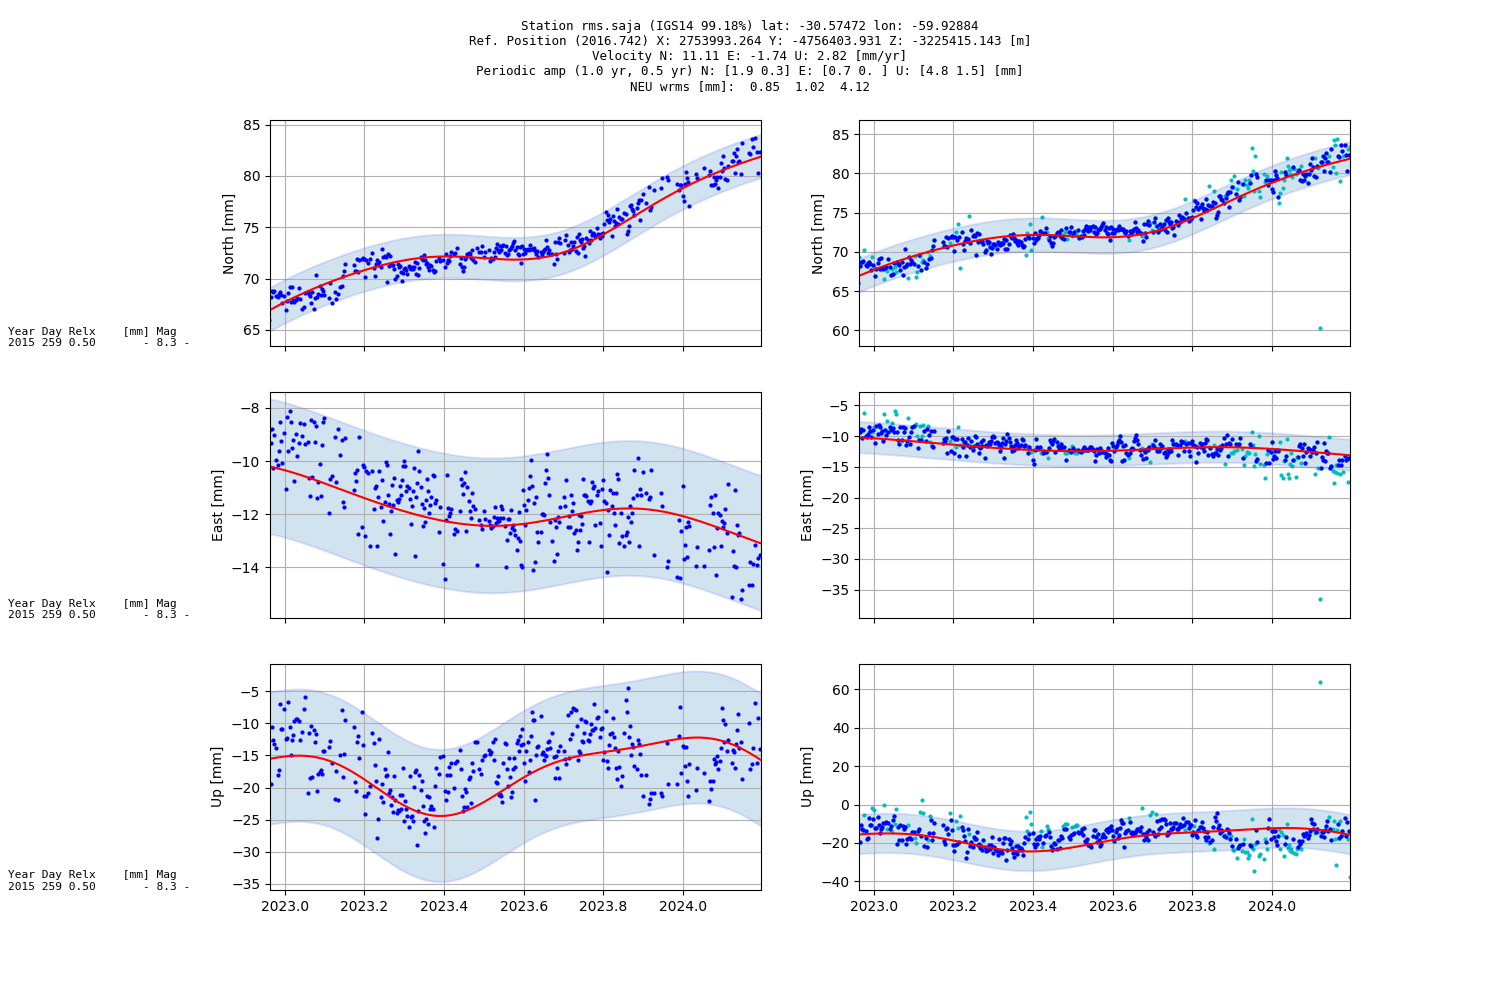 Station rms.saja (IGS14 99.18%) lat: -30.57472 lon: -59.92884
Ref. Position (2016.742) X: 2753993.264 Y: -4756403.931 Z: -3225415.143 [m]
Velocity N: 11.11 E: -1.74 U: 2.82 [mm/yr]
Periodic amp (1.0 yr, 0.5 yr) N: [1.9 0.3] E: [0.7 0. ] U: [4.8 1.5] [mm]
NEU wrms [mm]:  0.85  1.02  4.12
85
80
75
70
65
North [mm]
85
80
75
70
65
60
North [mm]
Year Day Relx    [mm] Mag
2015 259 0.50       - 8.3 -
−8
−10
−12
−14
East [mm]
−5
−10
−15
−20
−25
−30
−35
East [mm]
Year Day Relx    [mm] Mag
2015 259 0.50       - 8.3 -
−5
−10
−15
−20
−25
−30
−35
Up [mm]
60
40
20
0
−20
−40
Up [mm]
Year Day Relx    [mm] Mag
2015 259 0.50       - 8.3 -
2023.0 2023.2 2023.4 2023.6 2023.8 2024.0
2023.0 2023.2 2023.4 2023.6 2023.8 2024.0